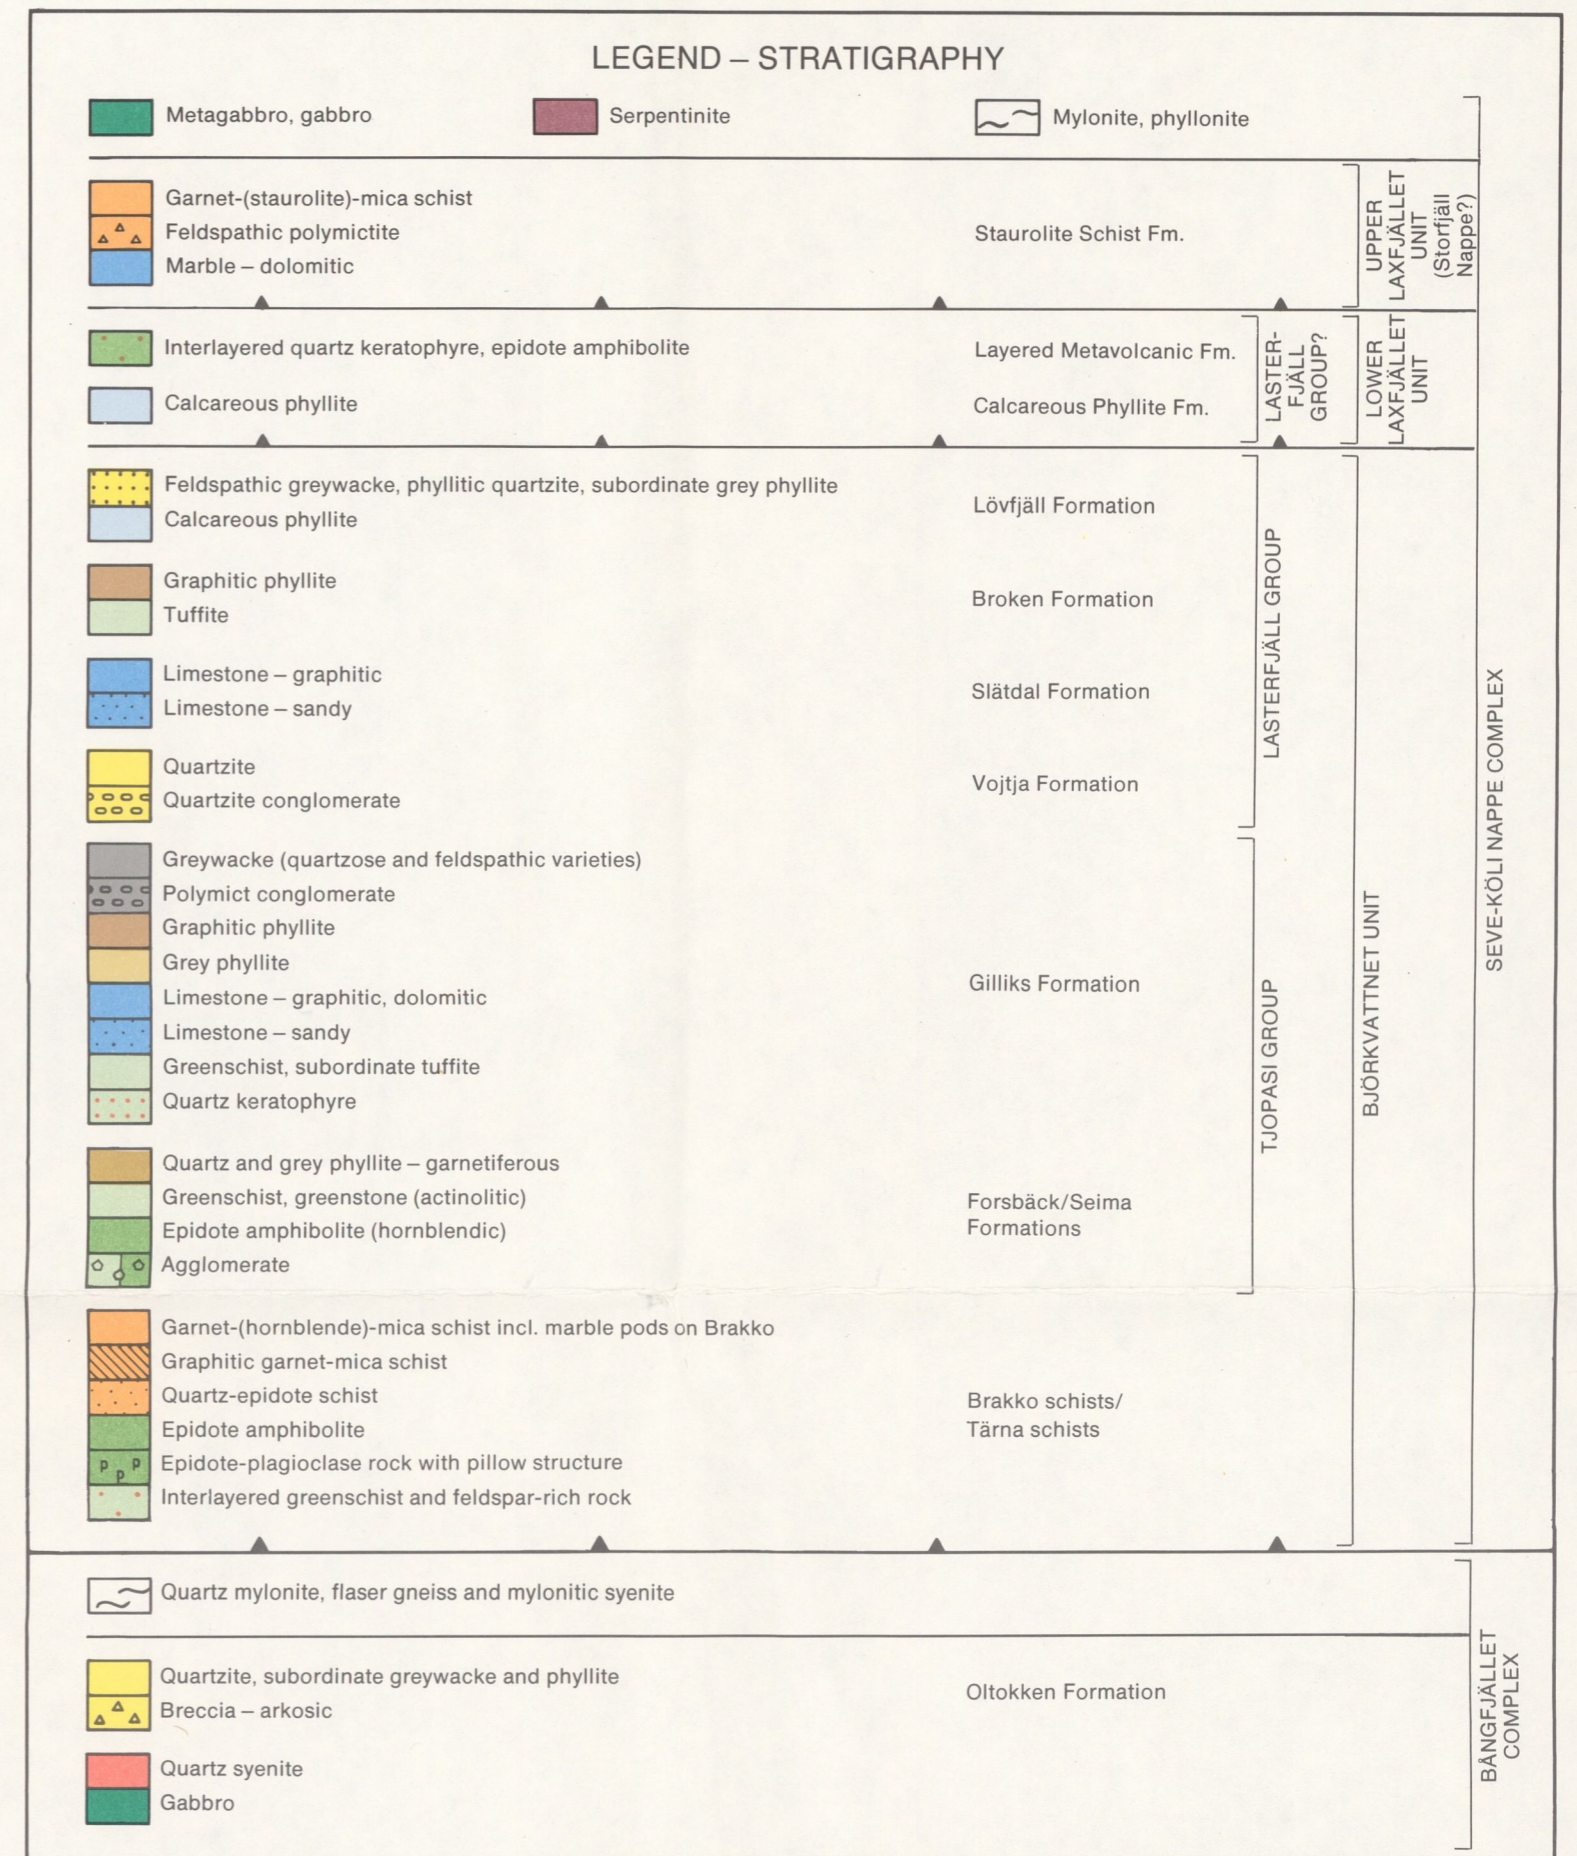 LEGEND – STRATIGRAPHY
Metagabbro, gabbro
Serpentinite
Mylonite, phyllonite
Garnet-(staurolite)-mica schist
Feldspathic polymictite
Marble – dolomitic
Staurolite Schist Fm.
UPPER
LAXFJÄLLET
UNIT
(Storfjäll
Nappe?)
Interlayered quartz keratophyre, epidote amphibolite
Layered Metavolcanic Fm.
Calcareous phyllite
Calcareous Phyllite Fm.
LASTER-
FJÄLL
GROUP?
LOWER
LAXFJÄLLET
UNIT
Feldspathic greywacke, phyllitic quartzite, subordinate grey phyllite
Calcareous phyllite
Lövfjäll Formation
Graphitic phyllite
Tuffite
Broken Formation
Limestone – graphitic
Limestone – sandy
Slätdal Formation
Quartzite
Quartzite conglomerate
Vojtja Formation
LASTERFJÄLL GROUP
Greywacke (quartzose and feldspathic varieties)
Polymict conglomerate
Graphitic phyllite
Grey phyllite
Limestone – graphitic, dolomitic
Limestone – sandy
Greenschist, subordinate tuffite
Quartz keratophyre
Gilliks Formation
Quartz and grey phyllite – garnetiferous
Greenschist, greenstone (actinolitic)
Epidote amphibolite (hornblendic)
Agglomerate
Forsbäck/Seima
Formations
TJOPASI GROUP
Garnet-(hornblende)-mica schist incl. marble pods on Brakko
Graphitic garnet-mica schist
Quartz-epidote schist
Epidote amphibolite
p p p
Epidote-plagioclase rock with pillow structure
Interlayered greenschist and feldspar-rich rock
Brakko schists/
Tärna schists
BJÖRKVATTNET UNIT
SEVE-KÖLI NAPPE COMPLEX
Quartz mylonite, flaser gneiss and mylonitic syenite
Quartzite, subordinate greywacke and phyllite
Breccia – arkosic
Oltokken Formation
Quartz syenite
Gabbro
BÅNGFJÄLLET
COMPLEX